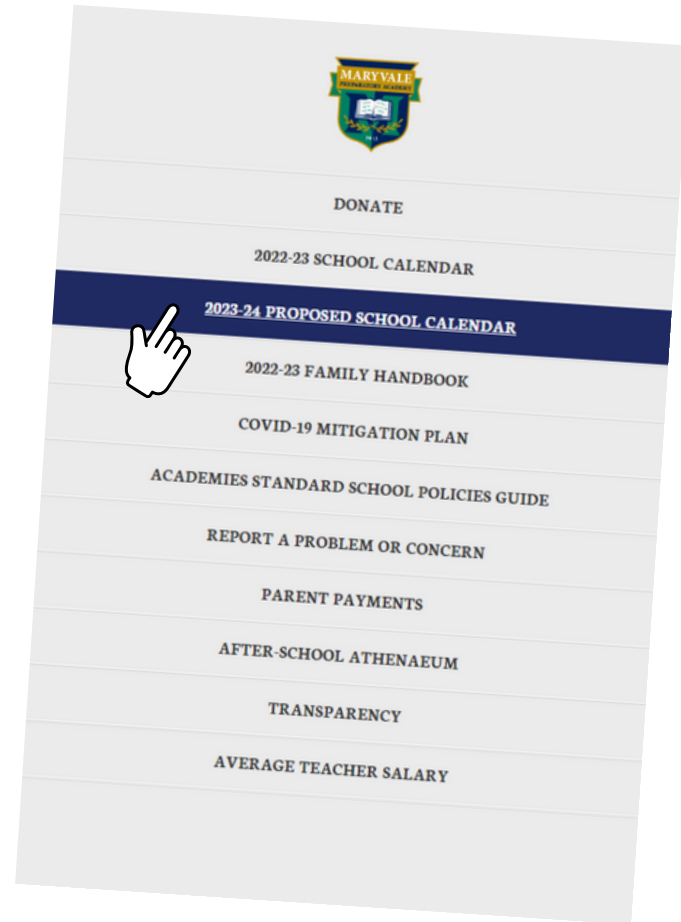 MARYVALE
PREPARATORY ACADEMY
DONATE
2022-23 SCHOOL CALENDAR
2023-24 PROPOSED SCHOOL CALENDAR
2022-23 FAMILY HANDBOOK
COVID-19 MITIGATION PLAN
ACADEMIES STANDARD SCHOOL POLICIES GUIDE
REPORT A PROBLEM OR CONCERN
PARENT PAYMENTS
AFTER-SCHOOL ATHENAEUM
TRANSPARENCY
AVERAGE TEACHER SALARY